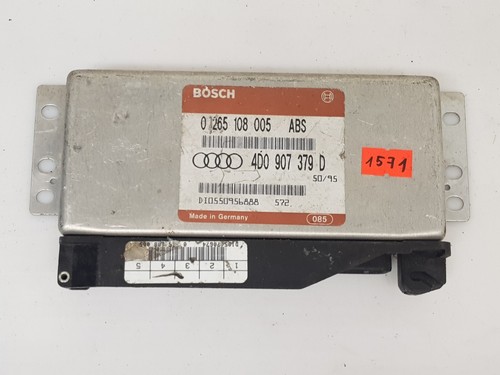 BOSCH
0 265 108 005 ABS
4D0 907 379 D
50/95
DI0550956888 572
Made in Germany
085
1571
1 2 3 4 5